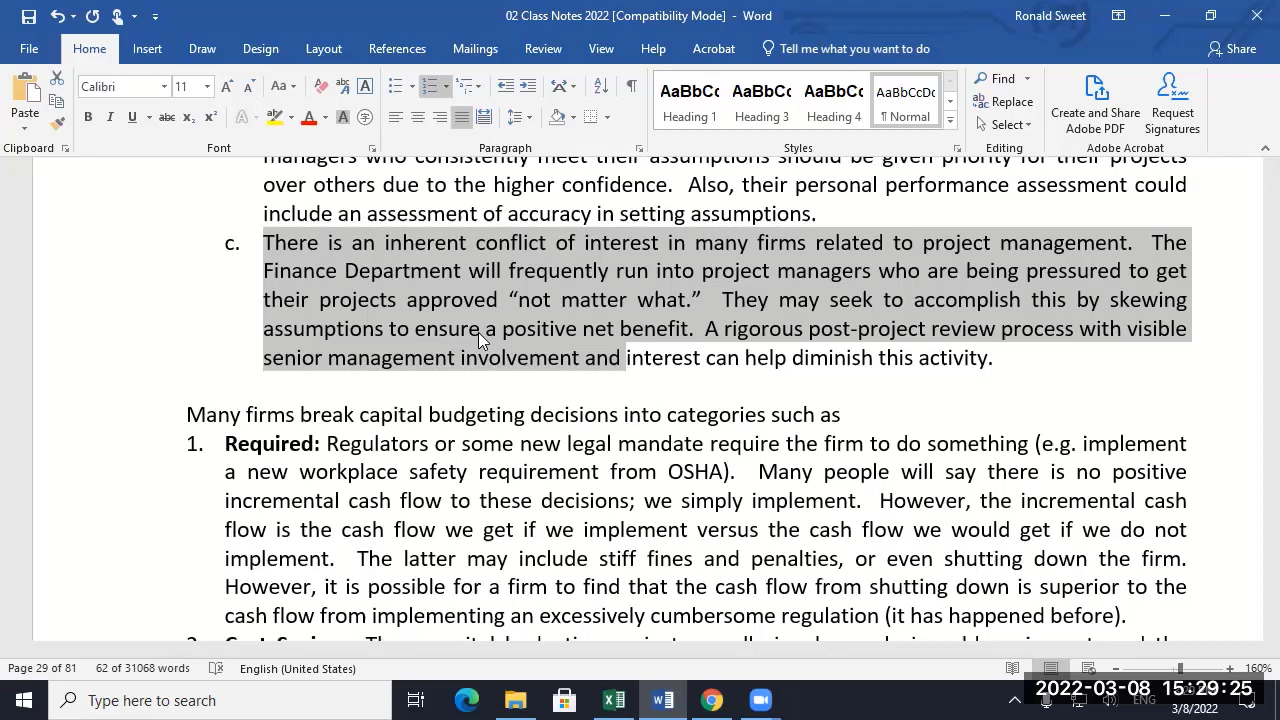 02 Class Notes 2022 [Compatibility Mode] - Word
Ronald Sweet
File Home Insert Draw Design Layout References Mailings Review View Help Acrobat Tell me what you want to do Share
Paste
Calibri 11
AaBbCc AaBbCc AaBbCc AaBbCcDc
Heading 1 Heading 3 Heading 4 ¶ Normal
Find
Replace
Select
Create and Share Adobe PDF
Request Signatures
Clipboard Font Paragraph Styles Editing Adobe Acrobat
managers who consistently meet their assumptions should be given priority for their projects
over others due to the higher confidence. Also, their personal performance assessment could
include an assessment of accuracy in setting assumptions.
c. There is an inherent conflict of interest in many firms related to project management. The
Finance Department will frequently run into project managers who are being pressured to get
their projects approved “not matter what.” They may seek to accomplish this by skewing
assumptions to ensure a positive net benefit. A rigorous post-project review process with visible
senior management involvement and interest can help diminish this activity.
Many firms break capital budgeting decisions into categories such as
1. Required: Regulators or some new legal mandate require the firm to do something (e.g. implement
a new workplace safety requirement from OSHA). Many people will say there is no positive
incremental cash flow to these decisions; we simply implement. However, the incremental cash
flow is the cash flow we get if we implement versus the cash flow we would get if we do not
implement. The latter may include stiff fines and penalties, or even shutting down the firm.
However, it is possible for a firm to find that the cash flow from shutting down is superior to the
cash flow from implementing an excessively cumbersome regulation (it has happened before).
Page 29 of 81 62 of 31068 words English (United States) 160%
Type here to search
2022-03-08 15:29:25
ENG
3/8/2022